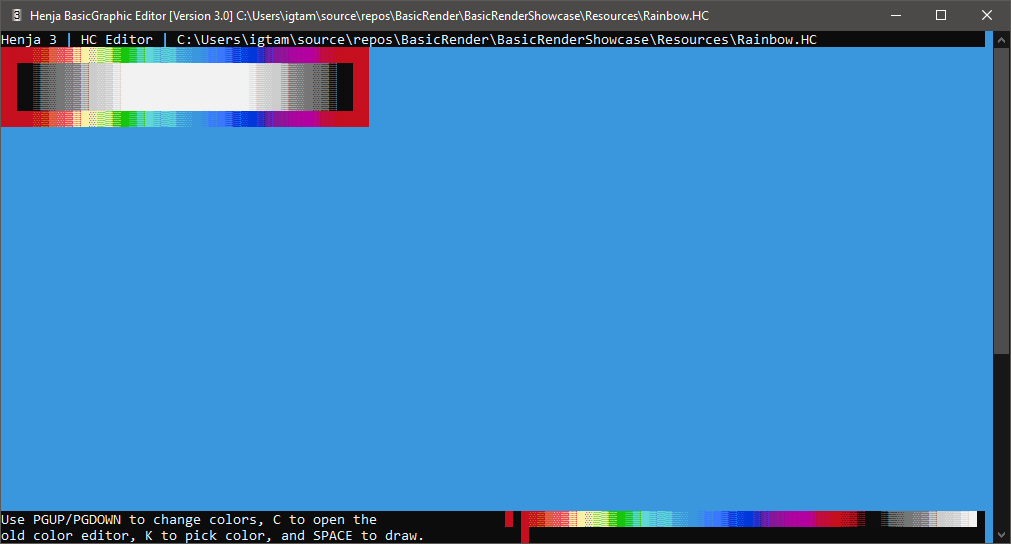 Henja BasicGraphic Editor [Version 3.0] C:\Users\igtam\source\repos\BasicRender\BasicRenderShowcase\Resources\Rainbow.HC
Henja 3 | HC Editor | C:\Users\igtam\source\repos\BasicRender\BasicRenderShowcase\Resources\Rainbow.HC
Use PGUP/PGDOWN to change colors, C to open the
old color editor, K to pick color, and SPACE to draw.